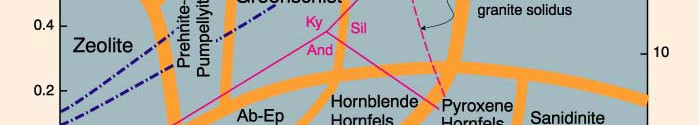 Greenschist
granite solidus
0.4
Ky
Sil
Prehnite-
Pumpellyit
Zeolite
And
10
0.2
Ab-Ep
Hornblende
Hornfels
Pyroxene
Hornfels
Sanidinite